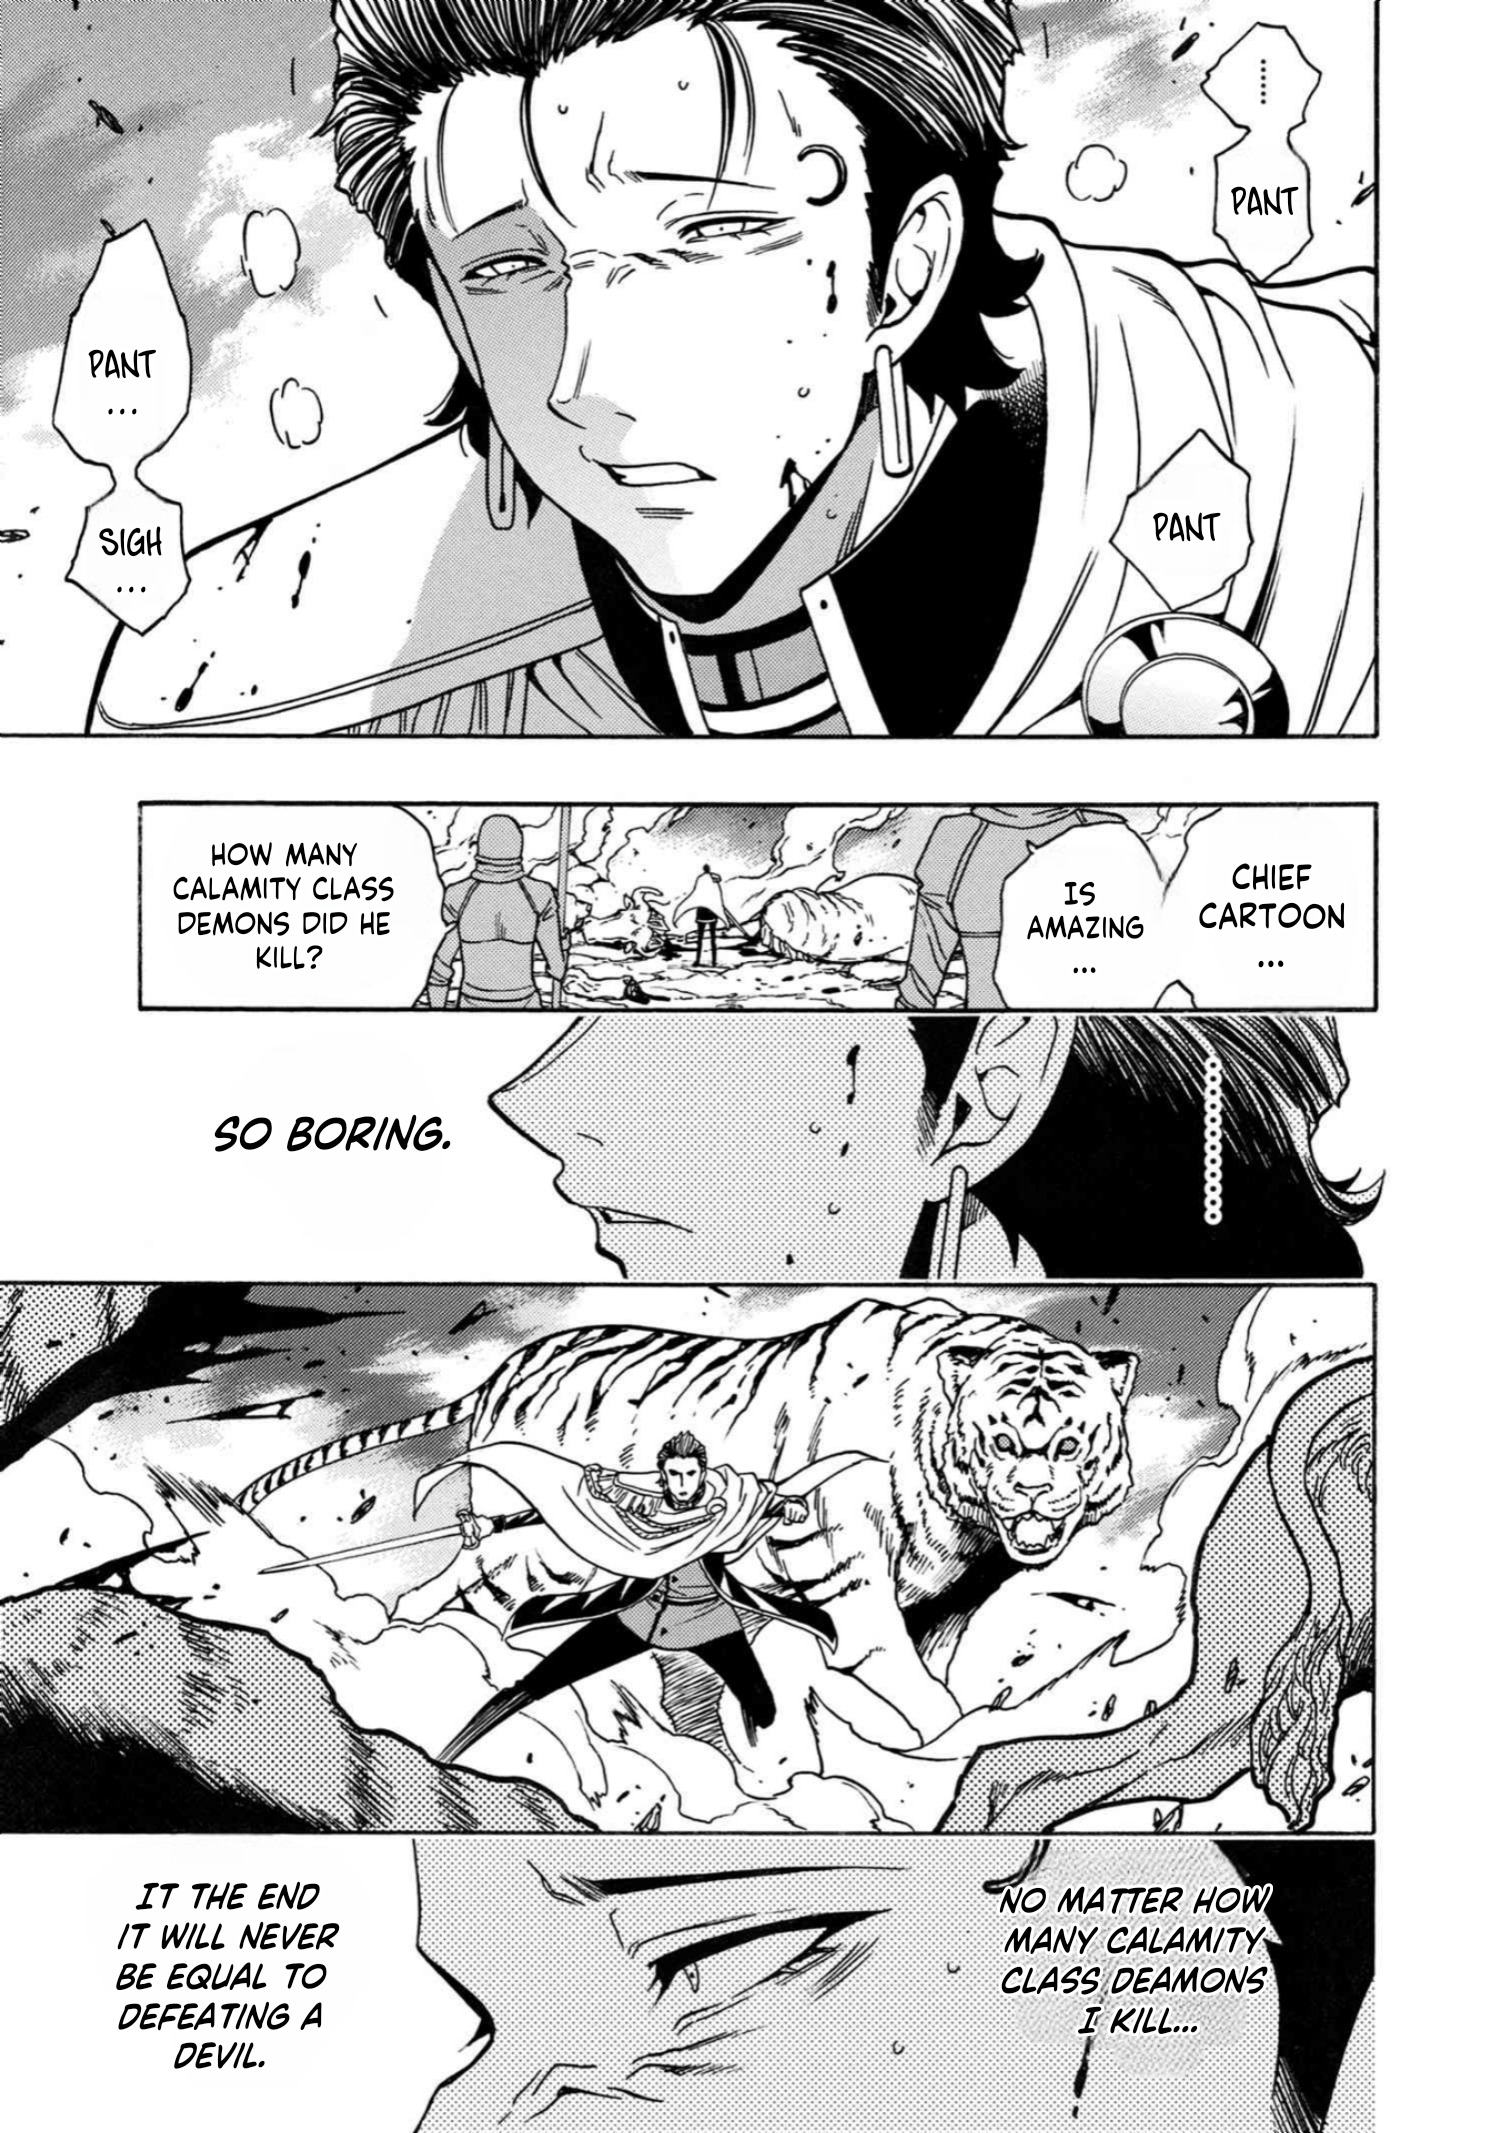 ......
PANT
PANT
PANT
...
SIGH
...
CHIEF
CARTOON
...
IS
AMAZING
...
HOW MANY
CALAMITY CLASS
DEMONS DID HE
KILL?
SO BORING.
NO MATTER HOW
MANY CALAMITY
CLASS DEAMONS
I KILL...
IT THE END
IT WILL NEVER
BE EQUAL TO
DEFEATING A
DEVIL.